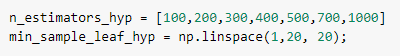 n_estimators_hyp = [100,200,300,400,500,700,1000]
min_sample_leaf_hyp = np.linspace(1,20, 20);